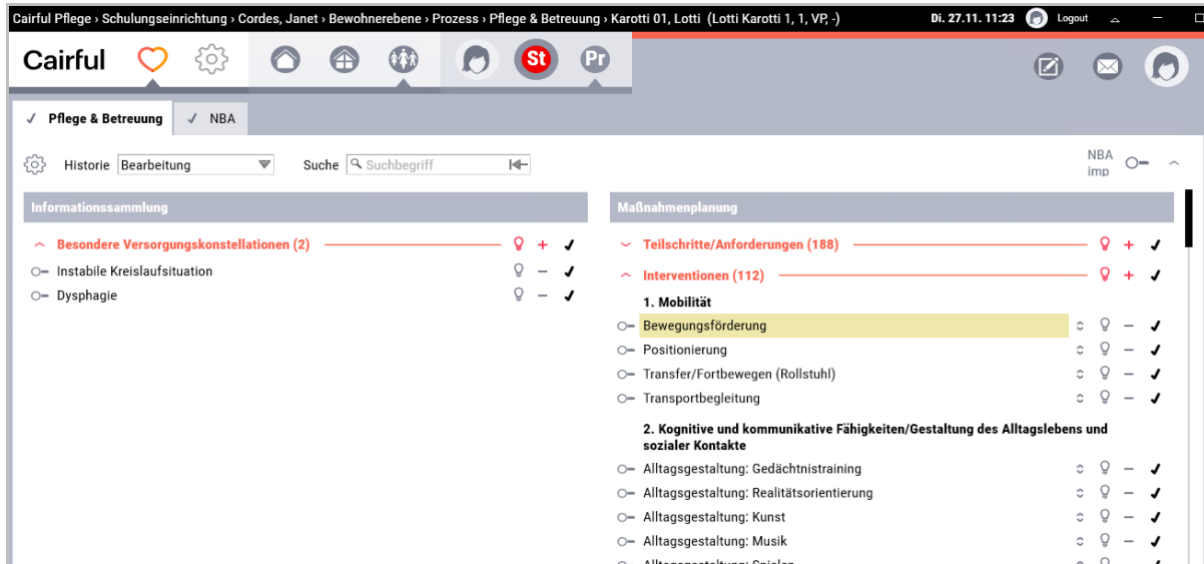 Cairful Pflege › Schulungseinrichtung › Cordes, Janet › Bewohnerebene › Prozess › Pflege & Betreuung › Karotti 01, Lotti (Lotti Karotti 1, 1, VP, -) Di. 27.11. 11:23 Logout
Cairful St Pr
Pflege & Betreuung NBA
Historie Bearbeitung Suche Suchbegriff NBA
imp
Informationssammlung
Besondere Versorgungskonstellationen (2)
Instabile Kreislaufsituation
Dysphagie
Maßnahmenplanung
Teilschritte/Anforderungen (188)
Interventionen (112)
1. Mobilität
Bewegungsförderung
Positionierung
Transfer/Fortbewegen (Rollstuhl)
Transportbegleitung
2. Kognitive und kommunikative Fähigkeiten/Gestaltung des Alltagslebens und
sozialer Kontakte
Alltagsgestaltung: Gedächtnistraining
Alltagsgestaltung: Realitätsorientierung
Alltagsgestaltung: Kunst
Alltagsgestaltung: Musik
Alltagsgestaltung: Spielen